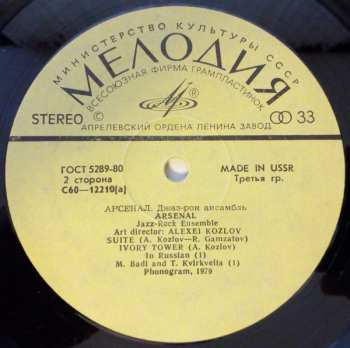 МИНИСТЕРСТВО КУЛЬТУРЫ СССР
МЕЛОДИЯ
ВСЕСОЮЗНАЯ ФИРМА ГРАМПЛАСТИНОК
STEREO ©
® 33
АПРЕЛЕВСКИЙ ОРДЕНА ЛЕНИНА ЗАВОД
ГОСТ 5289-80
2 сторона
С60—12210(a)
MADE IN USSR
Третья гр.
АРСЕНАЛ. Джаз-рок ансамбль
ARSENAL
Jazz-Rock Ensemble
Art director: ALEXEI KOZLOV
SUITE (A. Kozlov—R. Gamzatov)
IVORY TOWER (A. Kozlov)
In Russian (1)
M. Badi and T. Kvirkvelia (1)
Phonogram, 1979